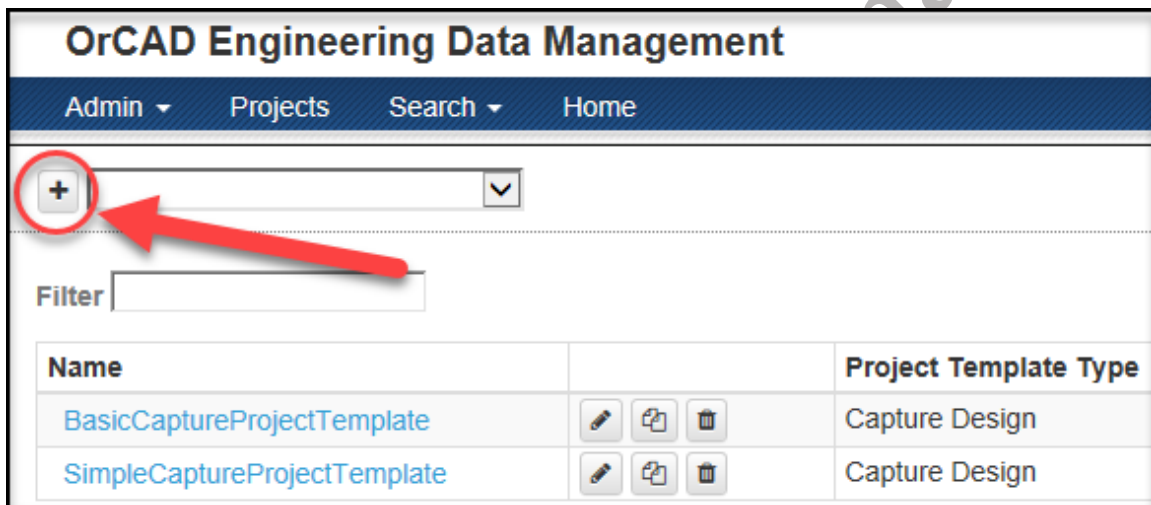 OrCAD Engineering Data Management
Admin Projects Search Home
+
Filter
Name Project Template Type
BasicCaptureProjectTemplate Capture Design
SimpleCaptureProjectTemplate Capture Design